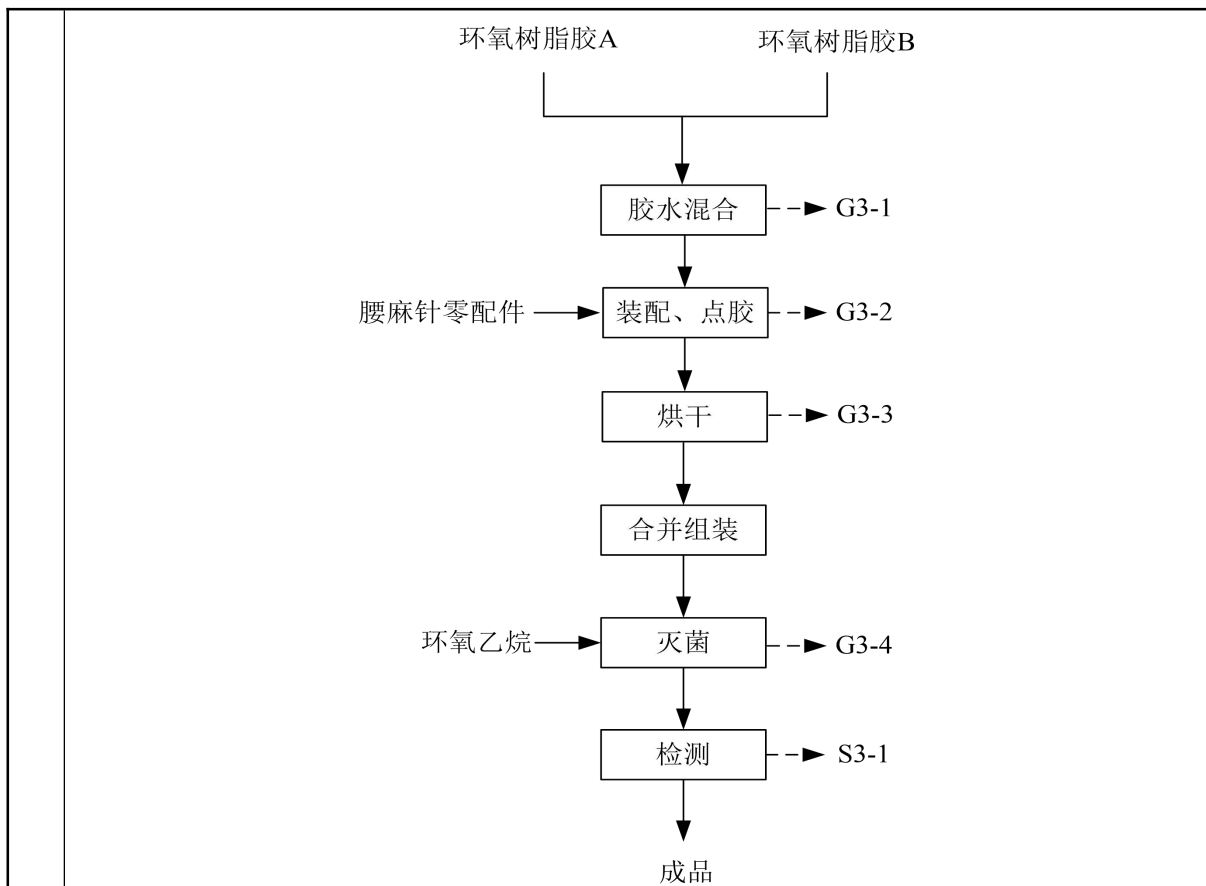 环氧树脂胶A
环氧树脂胶B
胶水混合
G3-1
腰麻针零配件
装配、点胶
G3-2
烘干
G3-3
合并组装
环氧乙烷
灭菌
G3-4
检测
S3-1
成品